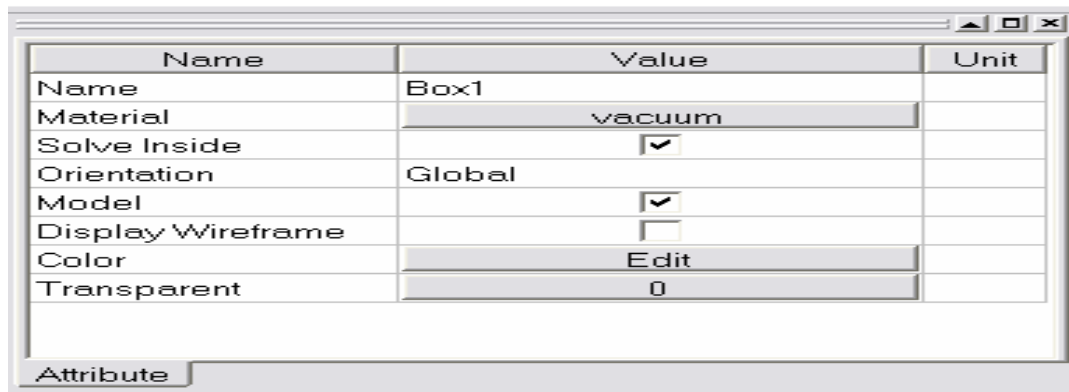 Name Value Unit
Name Box1
Material vacuum
Solve Inside
Orientation Global
Model
Display Wireframe
Color Edit
Transparent 0
Attribute